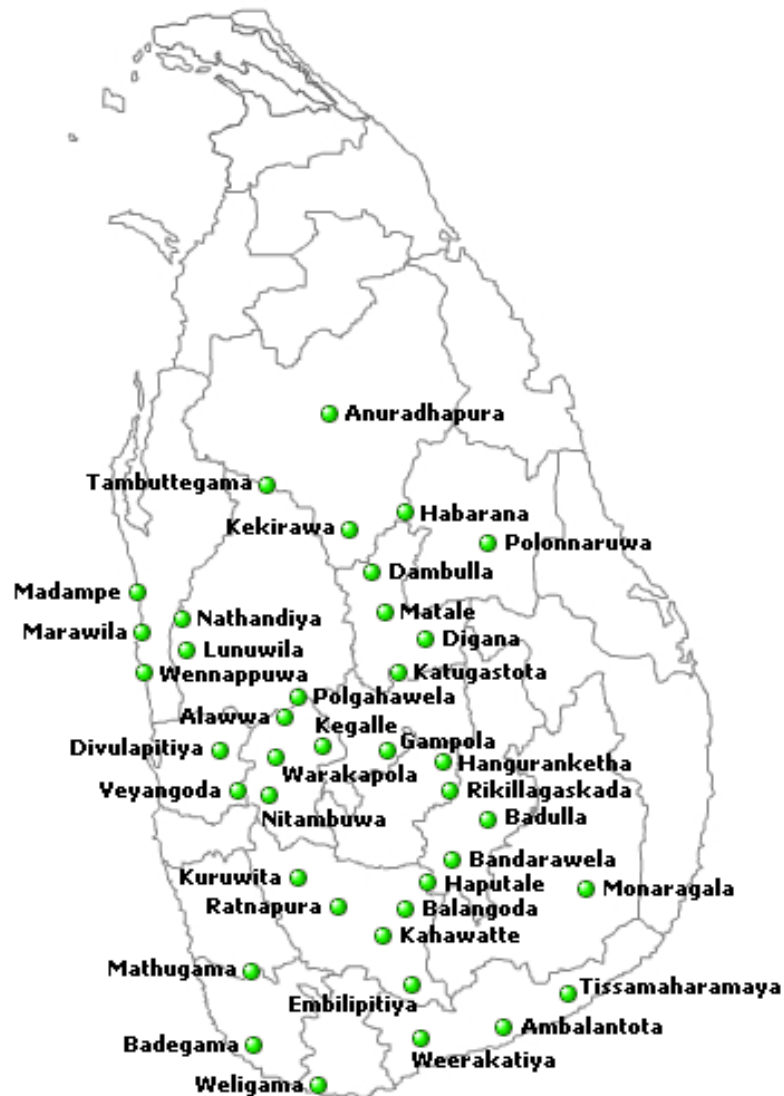 Anuradhapura
Tambuttegama
Habarana
Kekirawa
Polonnaruwa
Dambulla
Madampe
Matale
Nathandiya
Marawila
Digana
Lunuwila
Wennappuwa
Katugastota
Polgahawela
Alawwa
Kegalle
Divulapitiya
Gampola
Hanguranketha
Warakapola
Veyangoda
Rikillagaskada
Nitambuwa
Badulla
Bandarawela
Kuruwita
Haputale
Monaragala
Ratnapura
Balangoda
Kahawatte
Mathugama
Tissamaharamaya
Embilipitiya
Ambalantota
Badegama
Weerakatiya
Weligama